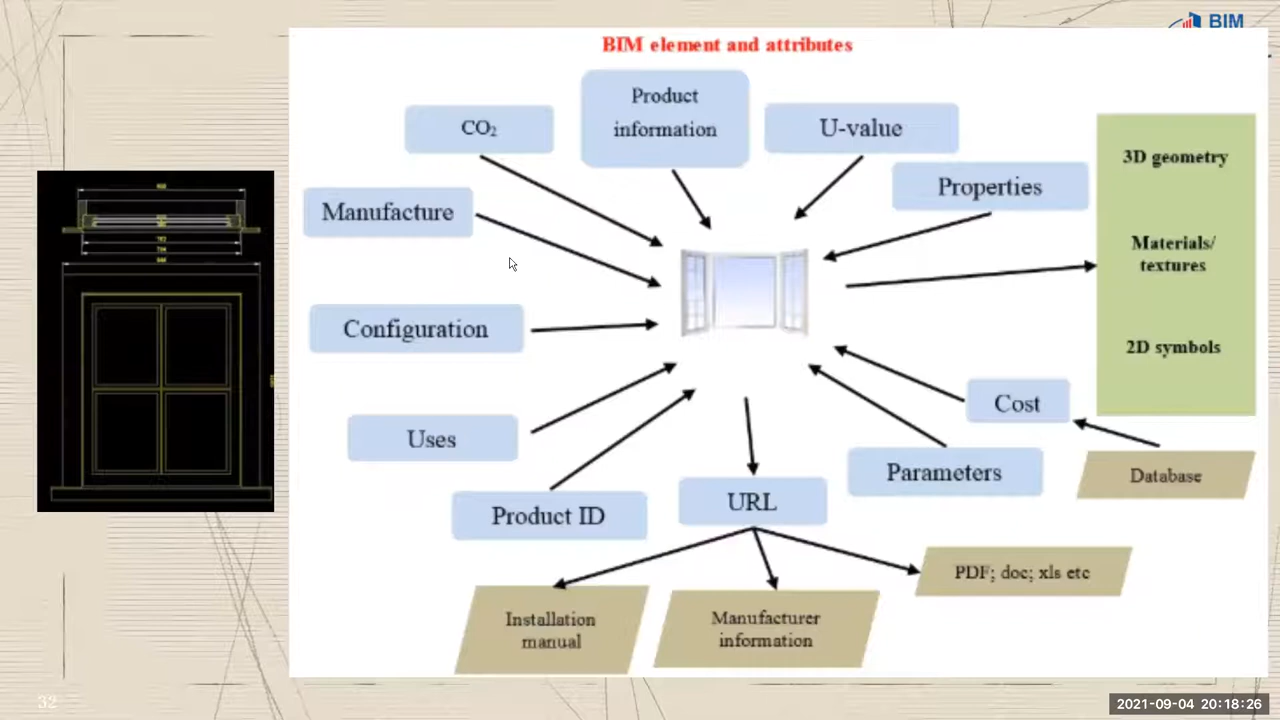 BIM
BIM element and attributes
Product
information
CO₂
U-value
3D geometry
Properties
Manufacture
Materials/
textures
Configuration
2D symbols
Cost
Uses
Parameters
Database
URL
Product ID
PDF; doc; xls etc
Installation
manual
Manufacturer
information
32
2021-09-04 20:18:26